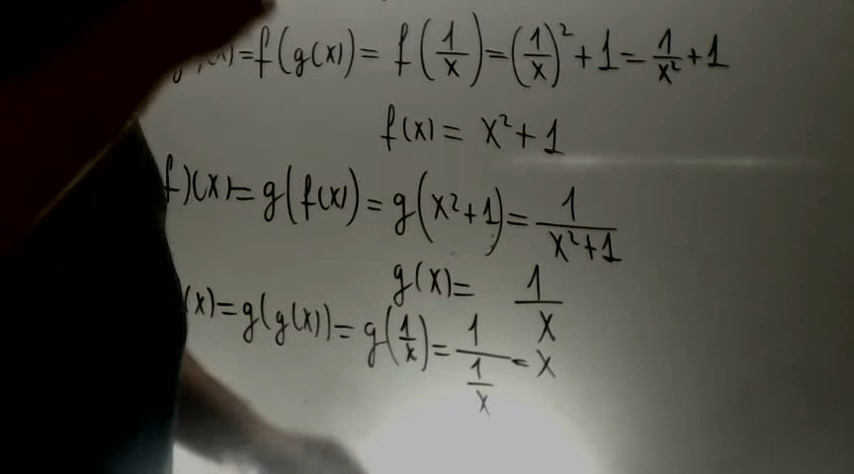 g)(x)=f(g(x)=f(1/x)=(1/x)²+1=1/x²+1
f(x)=x²+1
f)(x)=g(f(x))=g(x²+1)=1/(x²+1)
g(x)=1/x
(x)=g(g(x))=g(1/x)=1/(1/x)=x